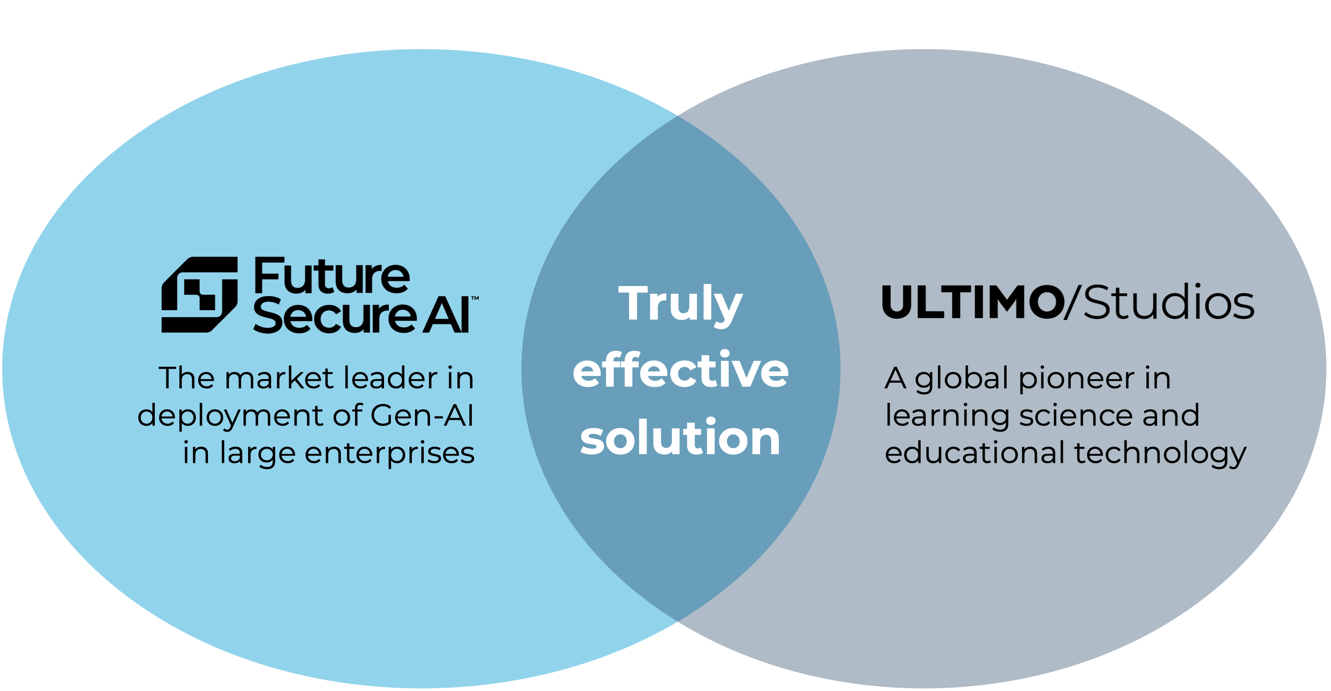 Future
Secure AI™
The market leader in
deployment of Gen-AI
in large enterprises
Truly
effective
solution
ULTIMO/Studios
A global pioneer in
learning science and
educational technology